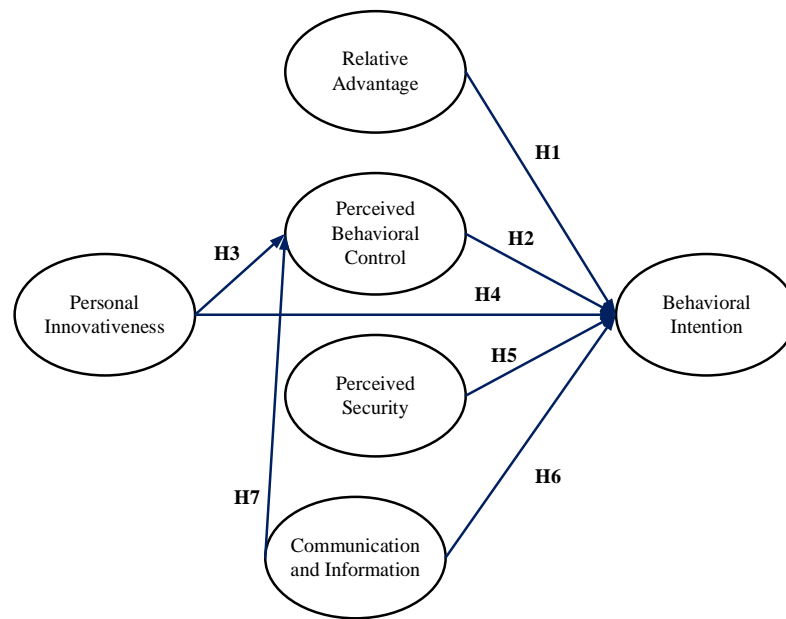 Relative
Advantage
H1
Perceived
Behavioral
Control
H2
H3
Personal
Innovativeness
H4
Behavioral
Intention
Perceived
Security
H5
H6
H7
Communication
and Information